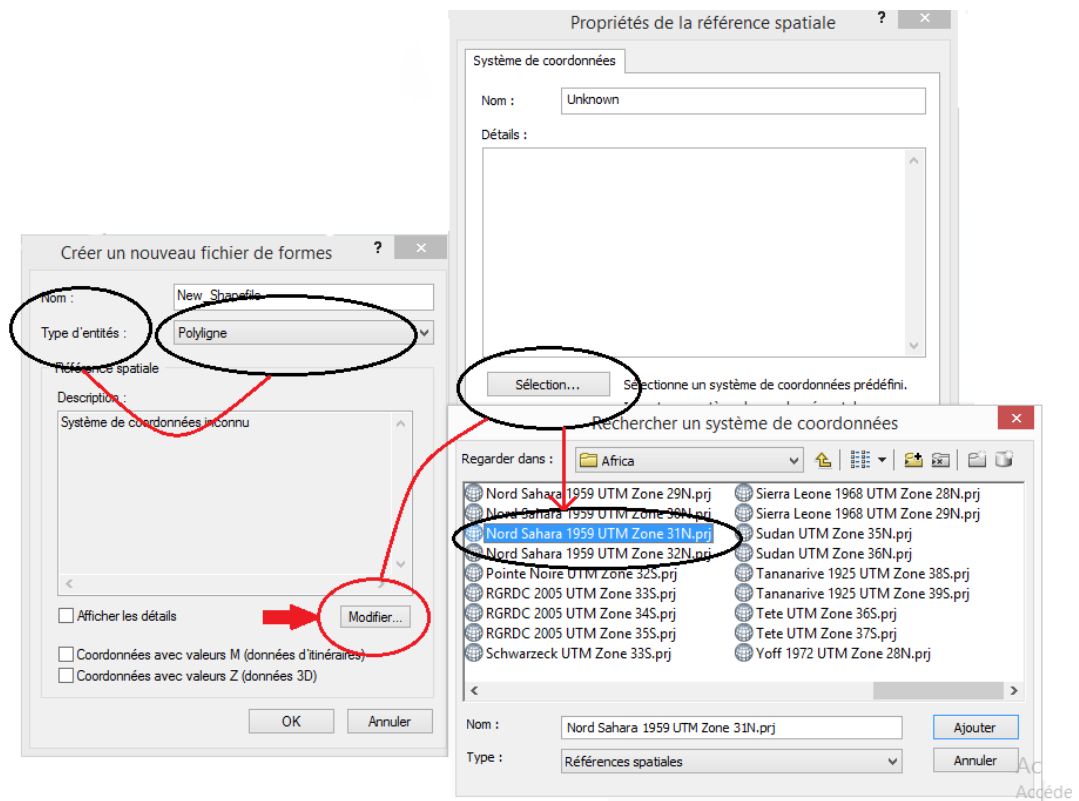 Propriétés de la référence spatiale
?
Système de coordonnées
Nom :
Unknown
Détails :
Sélection...
Sélectionne un système de coordonnées prédéfini.
Créer un nouveau fichier de formes
?
Nom :
New_Shapefile
Type d'entités :
Polyligne
Référence spatiale
Description :
Système de coordonnées inconnu
Afficher les détails
Modifier...
Coordonnées avec valeurs M (données d'itinéraires)
Coordonnées avec valeurs Z (données 3D)
OK
Annuler
Rechercher un système de coordonnées
Regarder dans :
Africa
Nord Sahara 1959 UTM Zone 29N.prj
Nord Sahara 1959 UTM Zone 30N.prj
Nord Sahara 1959 UTM Zone 31N.prj
Nord Sahara 1959 UTM Zone 32N.prj
Pointe Noire UTM Zone 32S.prj
RGRDC 2005 UTM Zone 33S.prj
RGRDC 2005 UTM Zone 34S.prj
RGRDC 2005 UTM Zone 35S.prj
Schwarzeck UTM Zone 33S.prj
Sierra Leone 1968 UTM Zone 28N.prj
Sierra Leone 1968 UTM Zone 29N.prj
Sudan UTM Zone 35N.prj
Sudan UTM Zone 36N.prj
Tananarive 1925 UTM Zone 38S.prj
Tananarive 1925 UTM Zone 39S.prj
Tete UTM Zone 36S.prj
Tete UTM Zone 37S.prj
Yoff 1972 UTM Zone 28N.prj
Nom :
Nord Sahara 1959 UTM Zone 31N.prj
Ajouter
Type :
Références spatiales
Annuler
Ac
Accéde